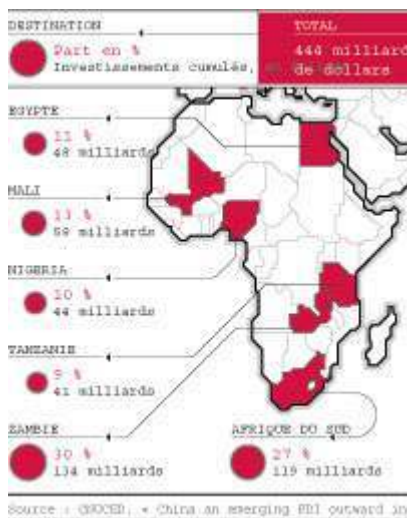 DESTINATION
Part en %
Investissements cumulés,
TOTAL
444 milliard
de dollars
EGYPTE
11 %
48 milliards
MALI
13 %
58 milliards
NIGERIA
10 %
44 milliards
TANZANIE
9 %
41 milliards
ZAMBIE
30 %
134 milliards
AFRIQUE DU SUD
27 %
119 milliards
Source : CNUCED, « China an emerging FDI outward in